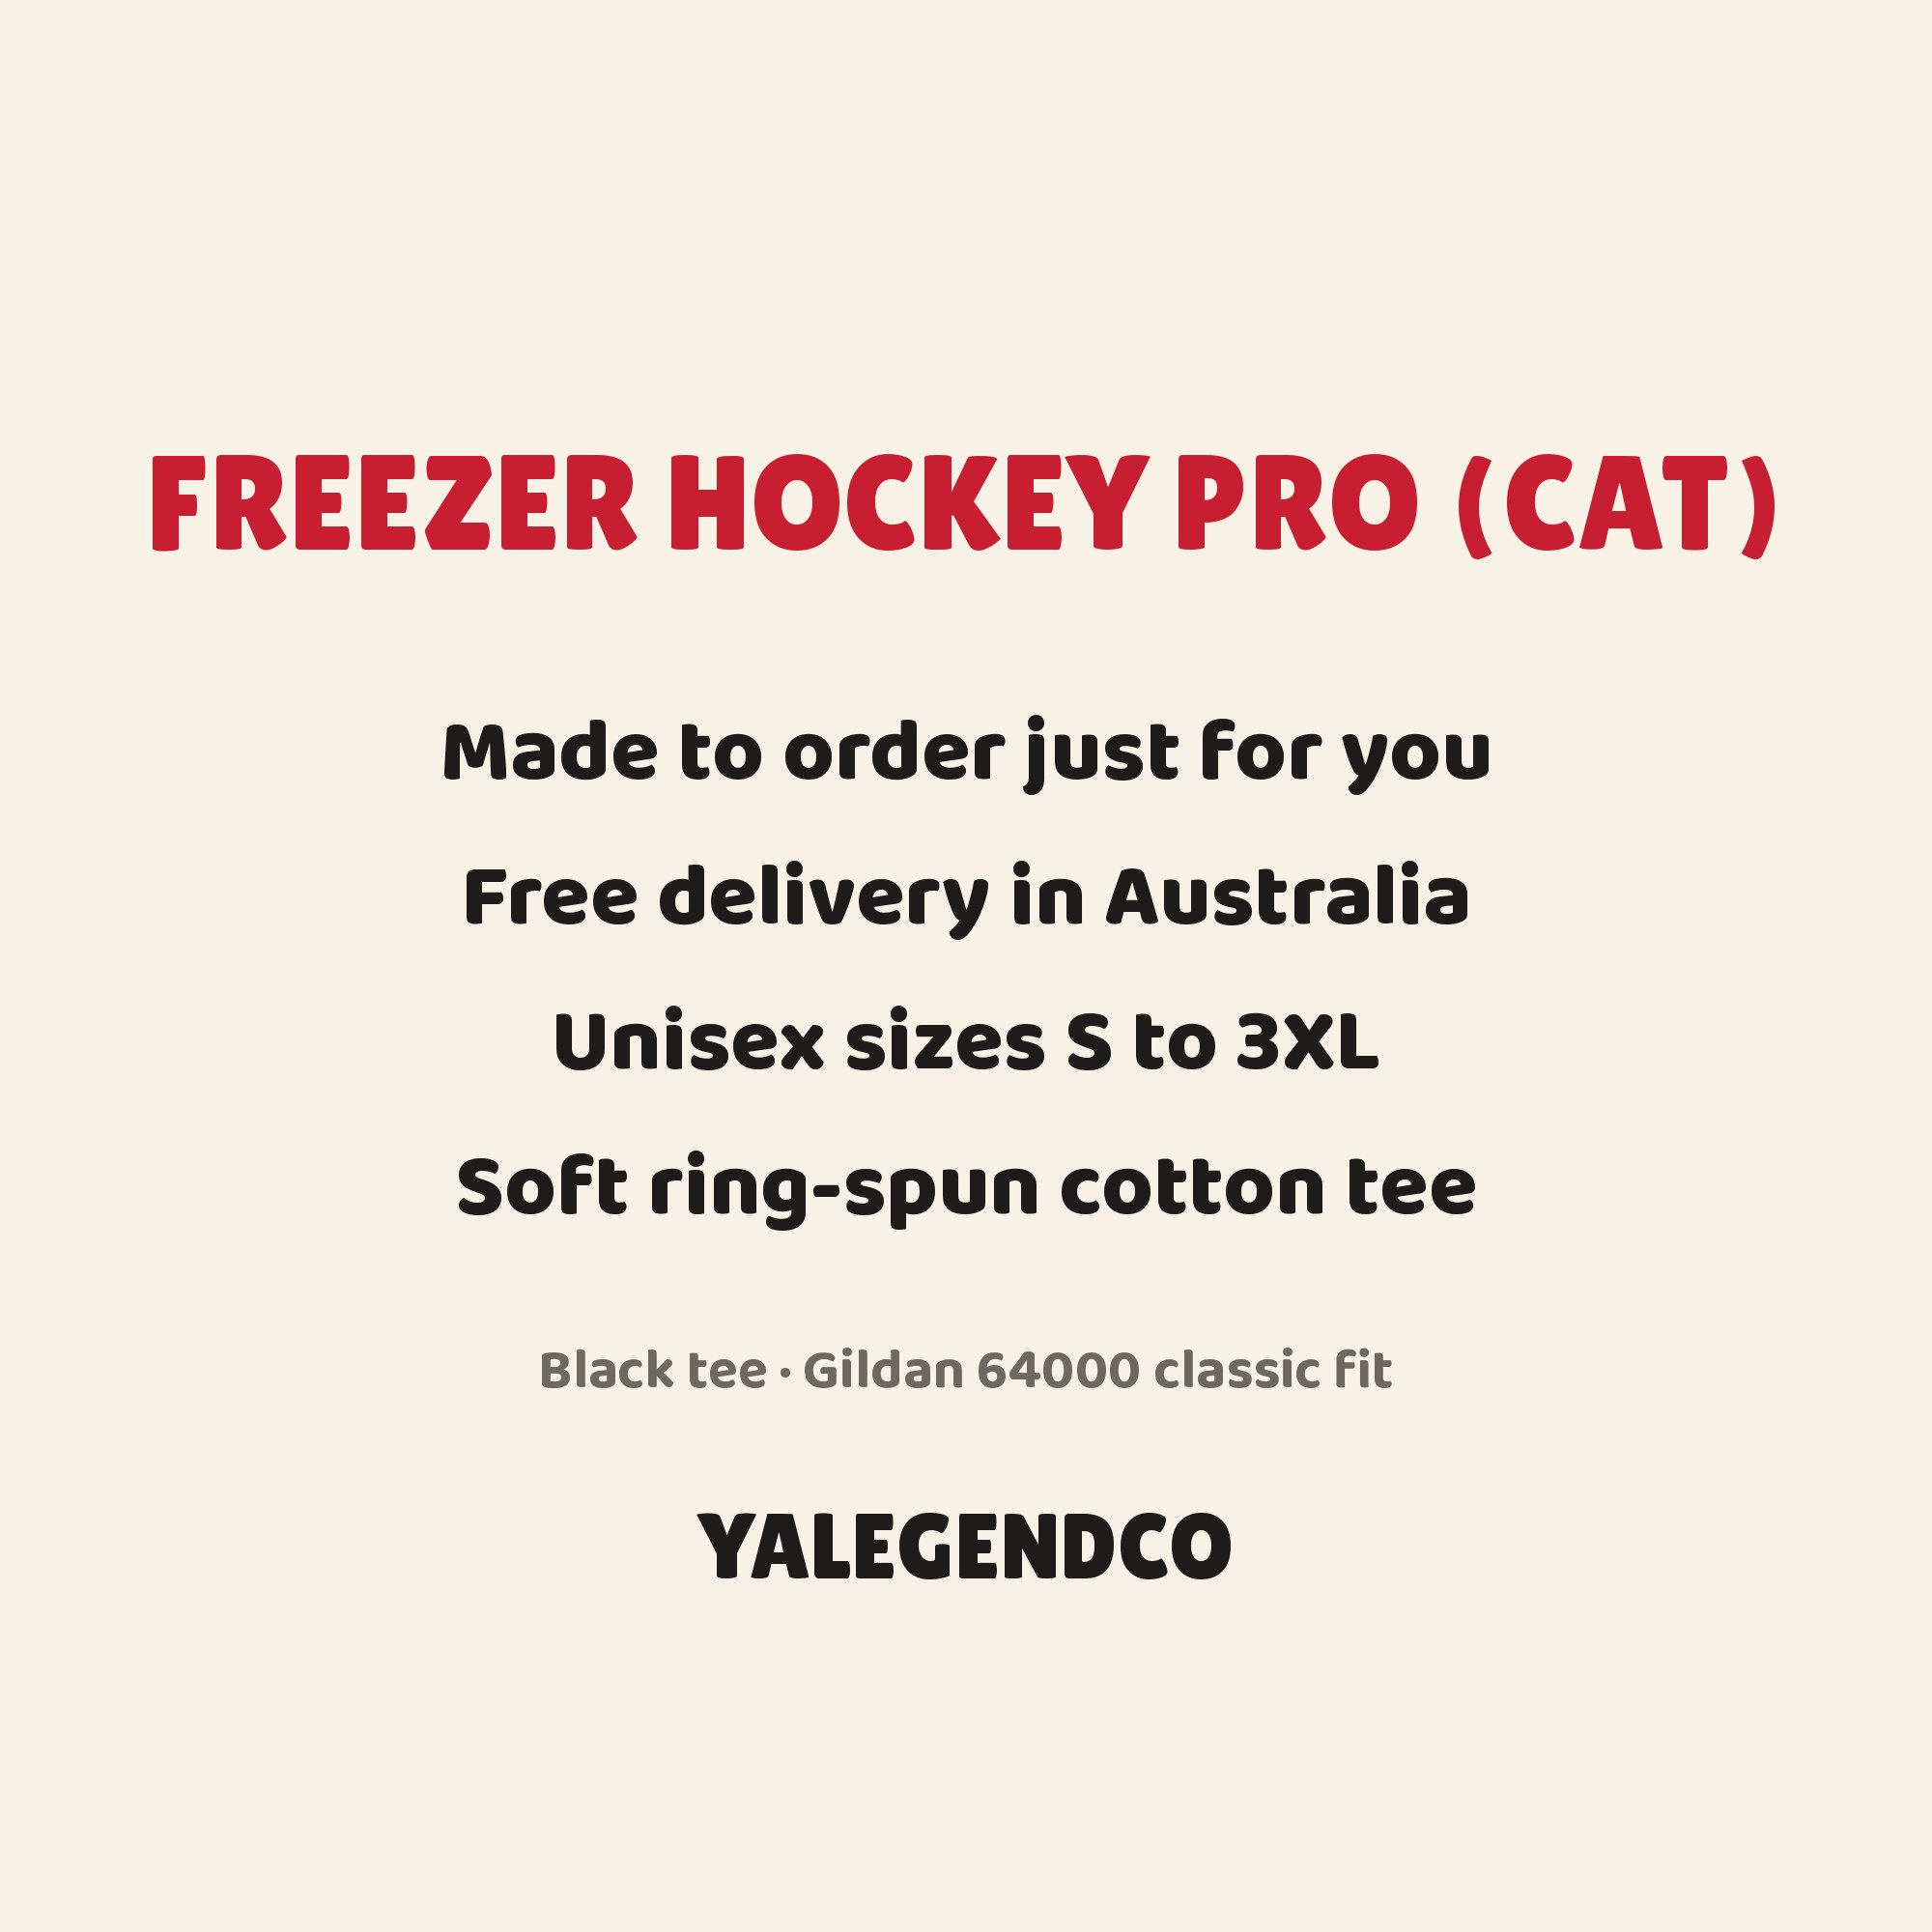 FREEZER HOCKEY PRO (CAT)
Made to order just for you
Free delivery in Australia
Unisex sizes S to 3XL
Soft ring-spun cotton tee
Black tee • Gildan 64000 classic fit
YALEGENDCO